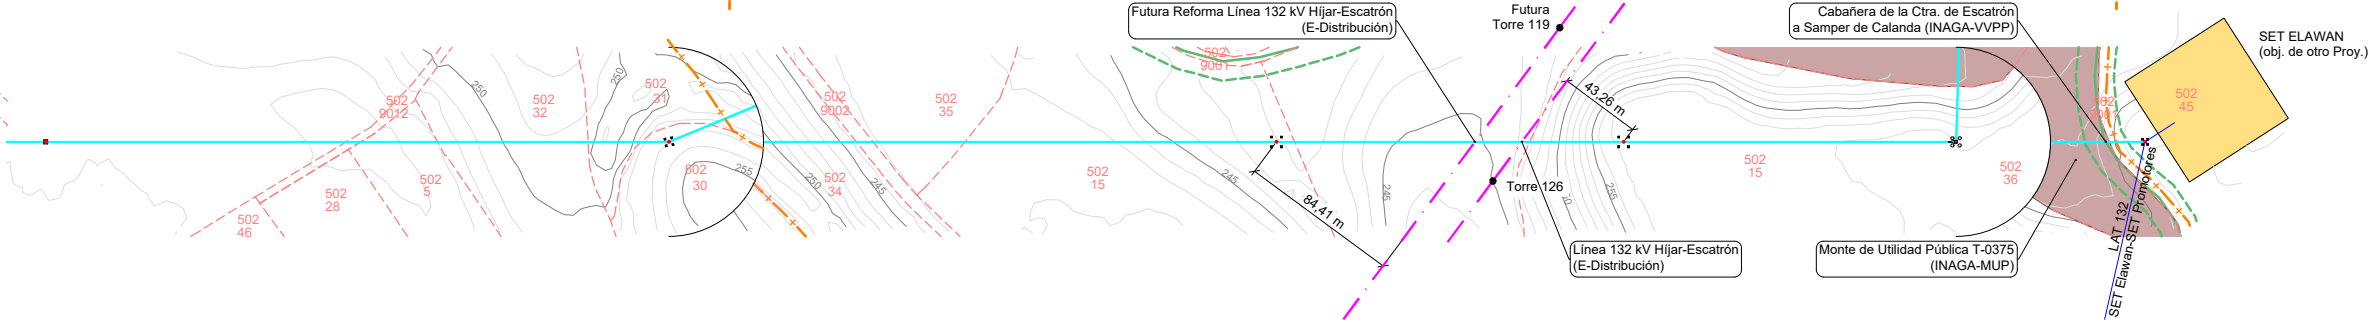 Futura Reforma Línea 132 kV Híjar-Escatrón
(E-Distribución)
Futura
Torre 119
Cabañera de la Ctra. de Escatrón
a Samper de Calanda (INAGA-VVPP)
SET ELAWAN
(obj. de otro Proy.)
502
9012
250
502
32
250
502
31
502
9002
502
35
502
9001
43,26 m
502
45
502
46
502
28
502
5
502
30
255
502
34
250
245
502
15
245
84,41 m
245
Torre 126
255
502
15
502
36
Línea 132 kV Híjar-Escatrón
(E-Distribución)
Monte de Utilidad Pública T-0375
(INAGA-MUP)
LAT 132
SET Elawan-SET Promotores